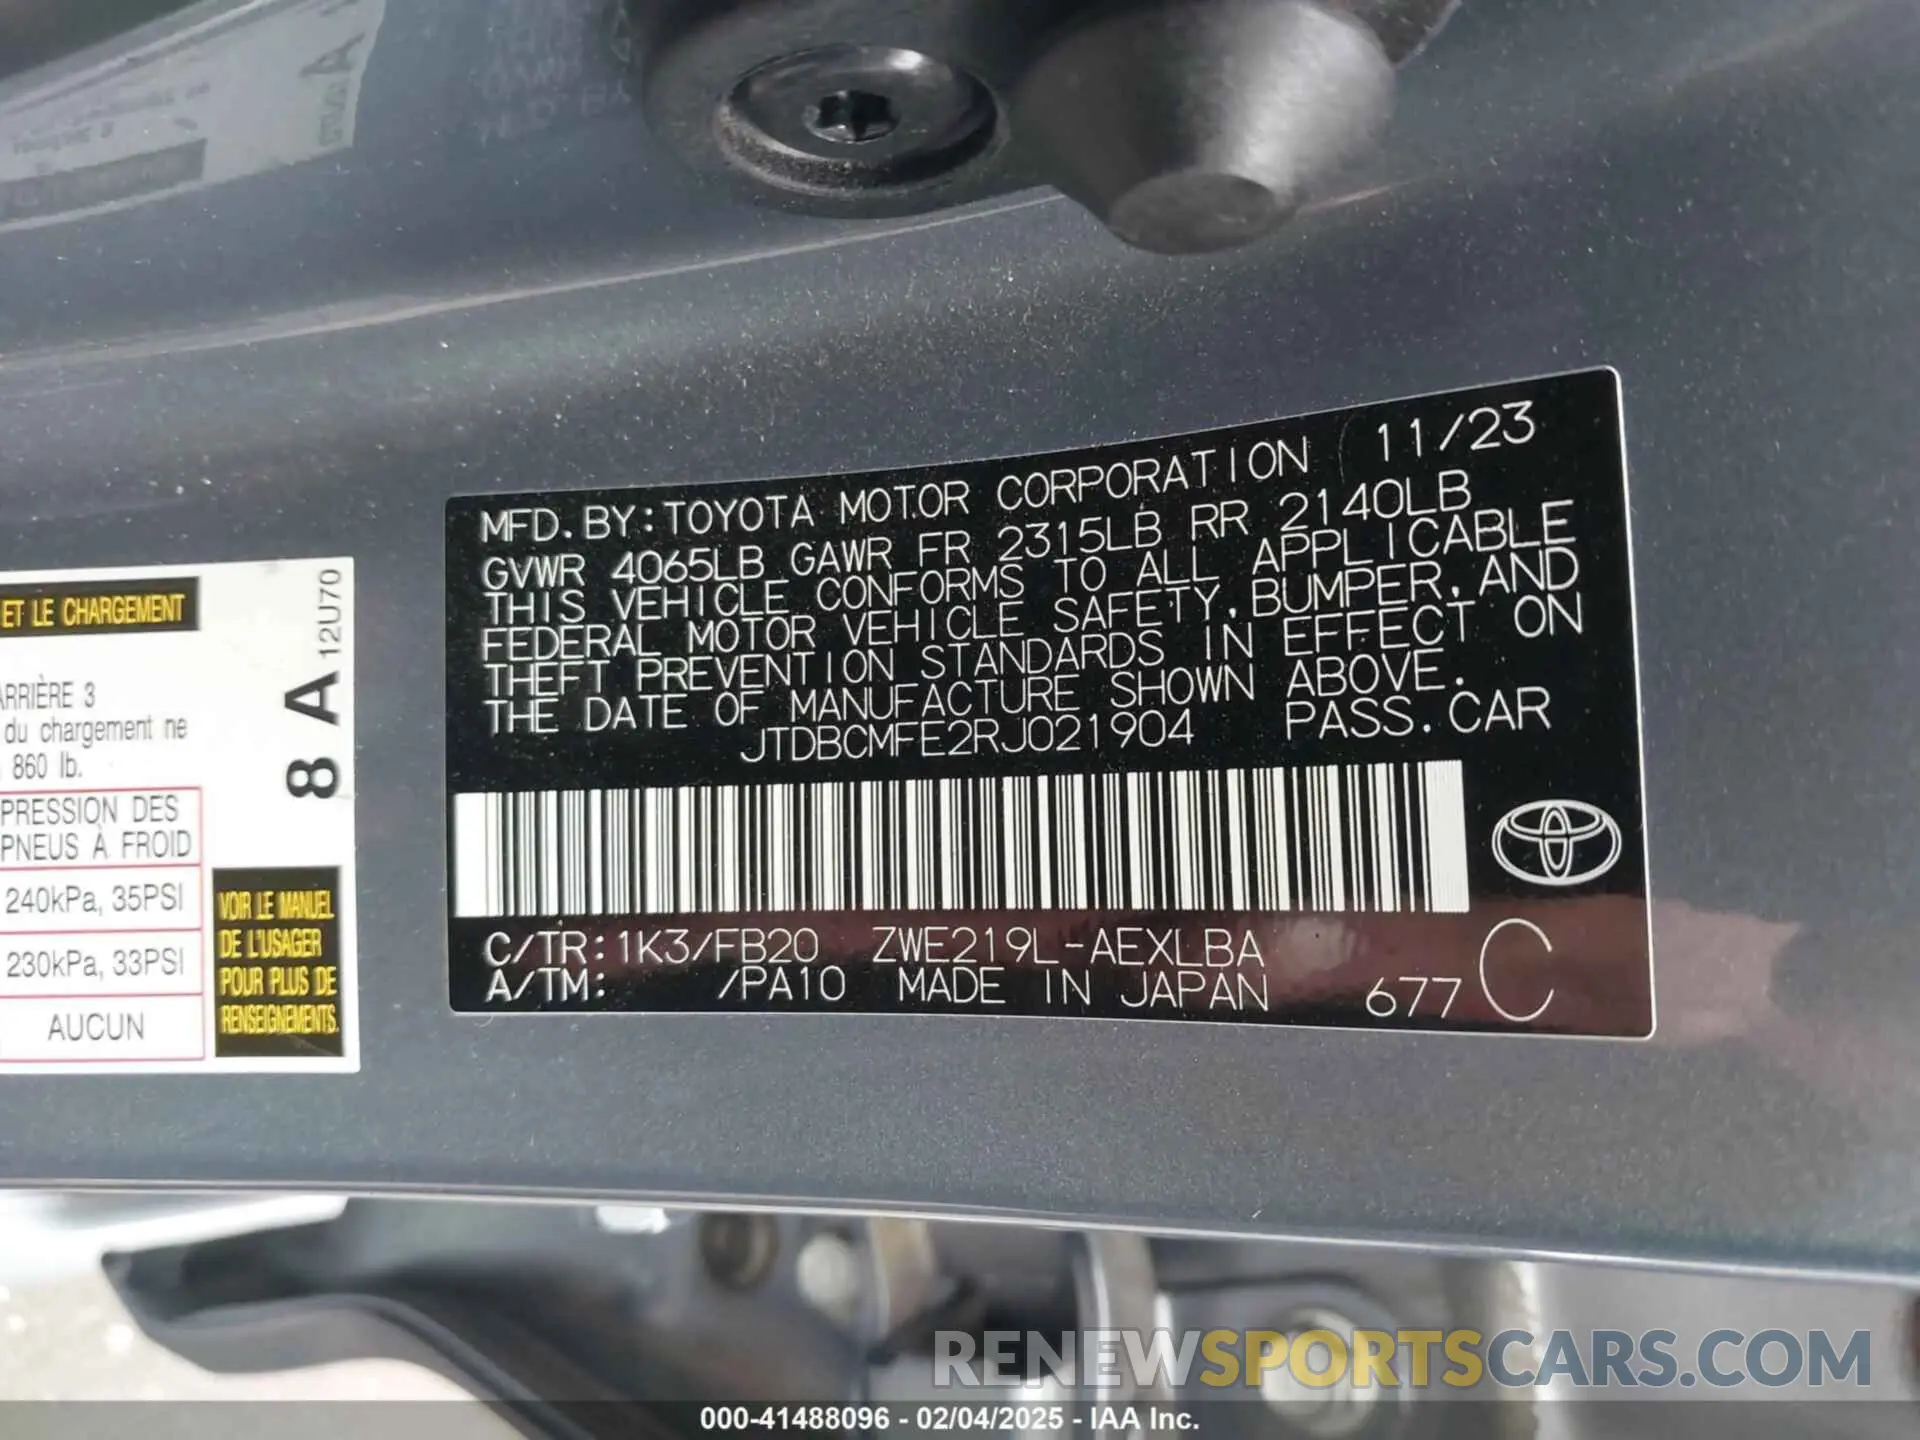 ET LE CHARGEMENT
ARRIÈRE 3
du chargement ne
860 lb.
PRESSION DES
PNEUS À FROID
240kPa, 35PSI
230kPa, 33PSI
AUCUN
8 A 12U70
VOIR LE MANUEL
DE L'USAGER
POUR PLUS DE
RENSEIGNEMENTS.
MFD. BY: TOYOTA MOTOR CORPORATION 11/23
GVWR 4065LB GAWR FR 2315LB RR 2140LB
THIS VEHICLE CONFORMS TO ALL APPLICABLE
FEDERAL MOTOR VEHICLE SAFETY, BUMPER, AND
THEFT PREVENTION STANDARDS IN EFFECT ON
THE DATE OF MANUFACTURE SHOWN ABOVE.
JTDBCMFE2RJ021904 PASS. CAR
C/TR: 1K3/FB20 ZWE219L-AEXLBA
A/TM: /PA10 MADE IN JAPAN 677 C
RENEWSPORTSCARS.COM
000-41488096 - 02/04/2025 - IAA Inc.